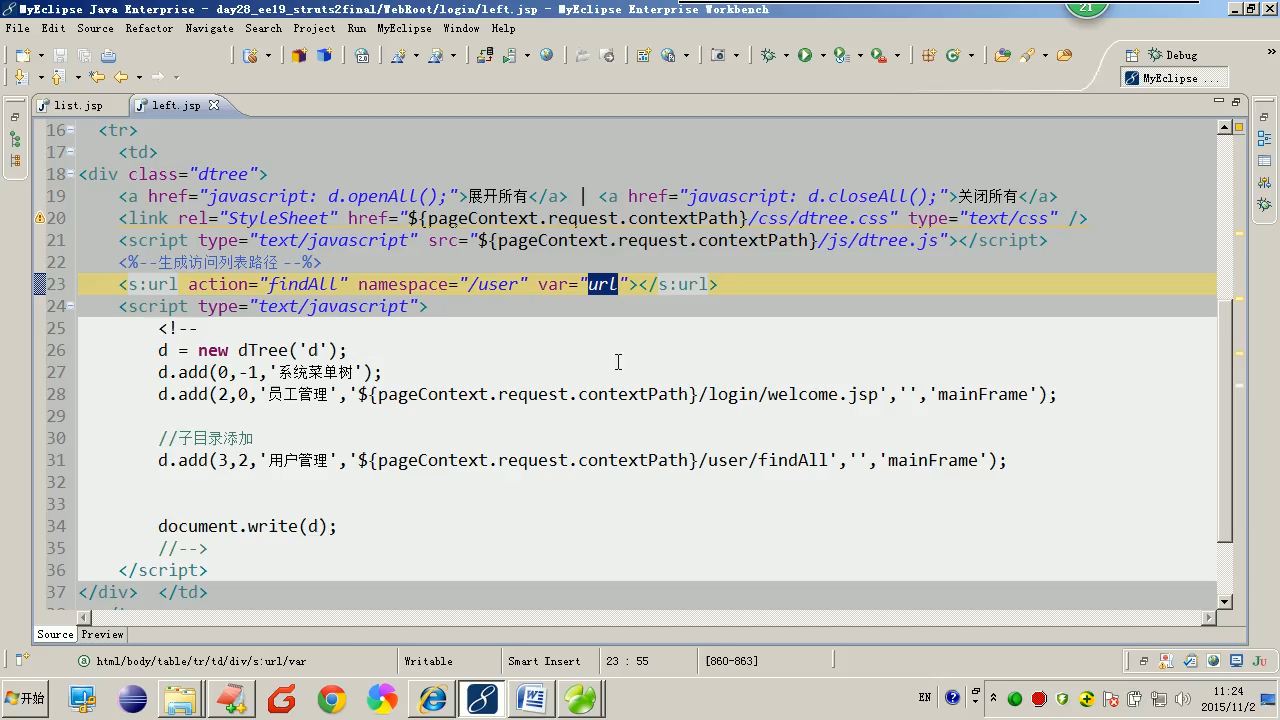 MyEclipse Java Enterprise - day28_ee19_struts2final/WebRoot/login/left.jsp - MyEclipse Enterprise Workbench
21
File Edit Source Refactor Navigate Search Project Run MyEclipse Window Help
Debug
MyEclipse ...
list.jsp left.jsp
16 <tr>
17 <td>
18 <div class="dtree">
19 <a href="javascript: d.openAll();">展开所有</a> | <a href="javascript: d.closeAll();">关闭所有</a>
20 <link rel="StyleSheet" href="${pageContext.request.contextPath}/css/dtree.css" type="text/css" />
21 <script type="text/javascript" src="${pageContext.request.contextPath}/js/dtree.js"></script>
22 <%--生成访问列表路径 --%>
23 <s:url action="findAll" namespace="/user" var="url"></s:url>
24 <script type="text/javascript">
25 <!--
26 d = new dTree('d');
27 d.add(0,-1,'系统菜单树');
28 d.add(2,0,'员工管理','${pageContext.request.contextPath}/login/welcome.jsp','','mainFrame');
29
30 //子目录添加
31 d.add(3,2,'用户管理','${pageContext.request.contextPath}/user/findAll','','mainFrame');
32
33
34 document.write(d);
35 //-->
36 </script>
37 </div> </td>
Source Preview
html/body/table/tr/td/div/s:url/var Writable Smart Insert 23 : 55 [860-863]
开始 EN 11:24
2015/11/2